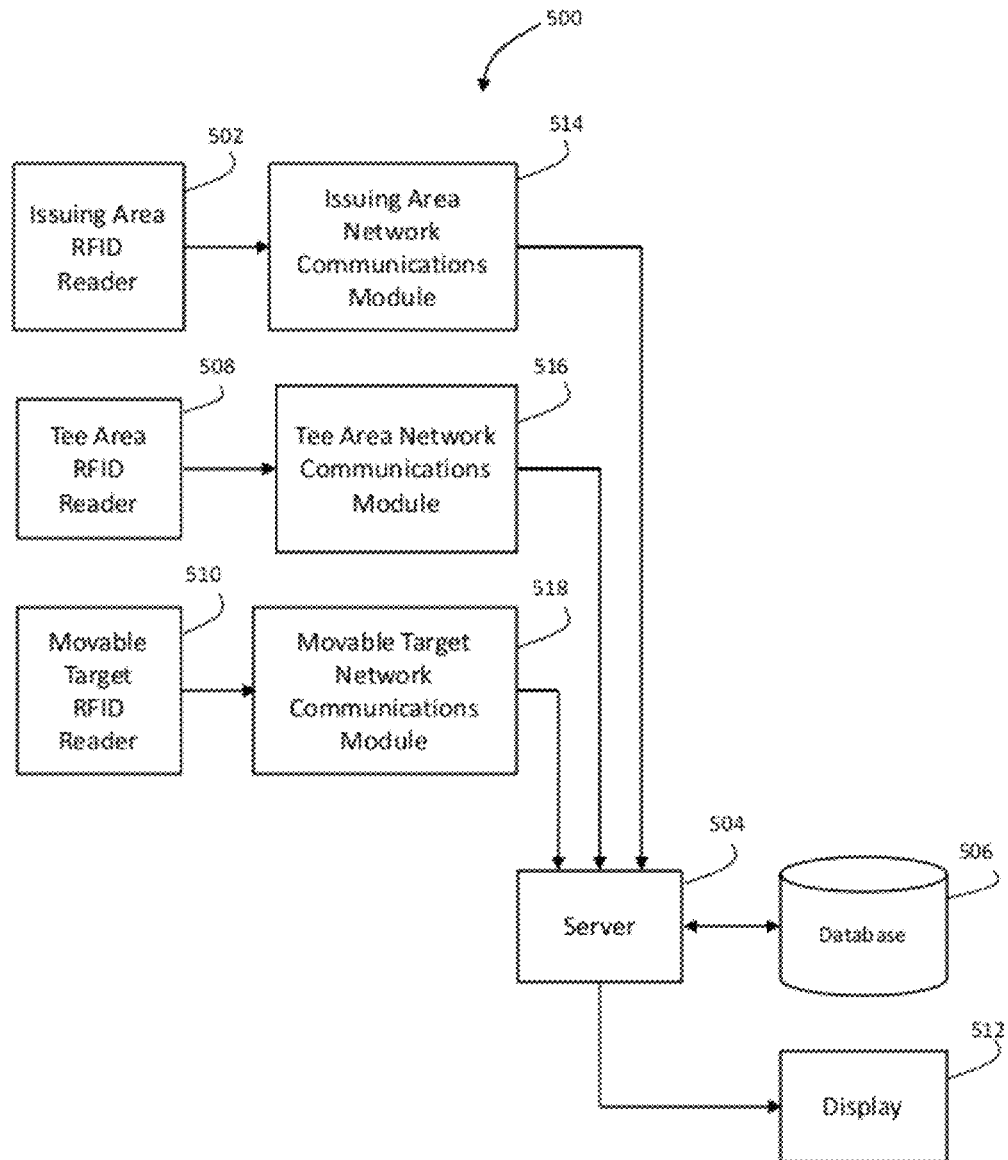 500
502
514
Issuing Area
RFID
Reader
Issuing Area
Network
Communications
Module
508
516
Tee Area
RFID
Reader
Tee Area Network
Communications
Module
510
518
Movable
Target
RFID
Reader
Movable Target
Network
Communications
Module
504
506
Server
Database
512
Display